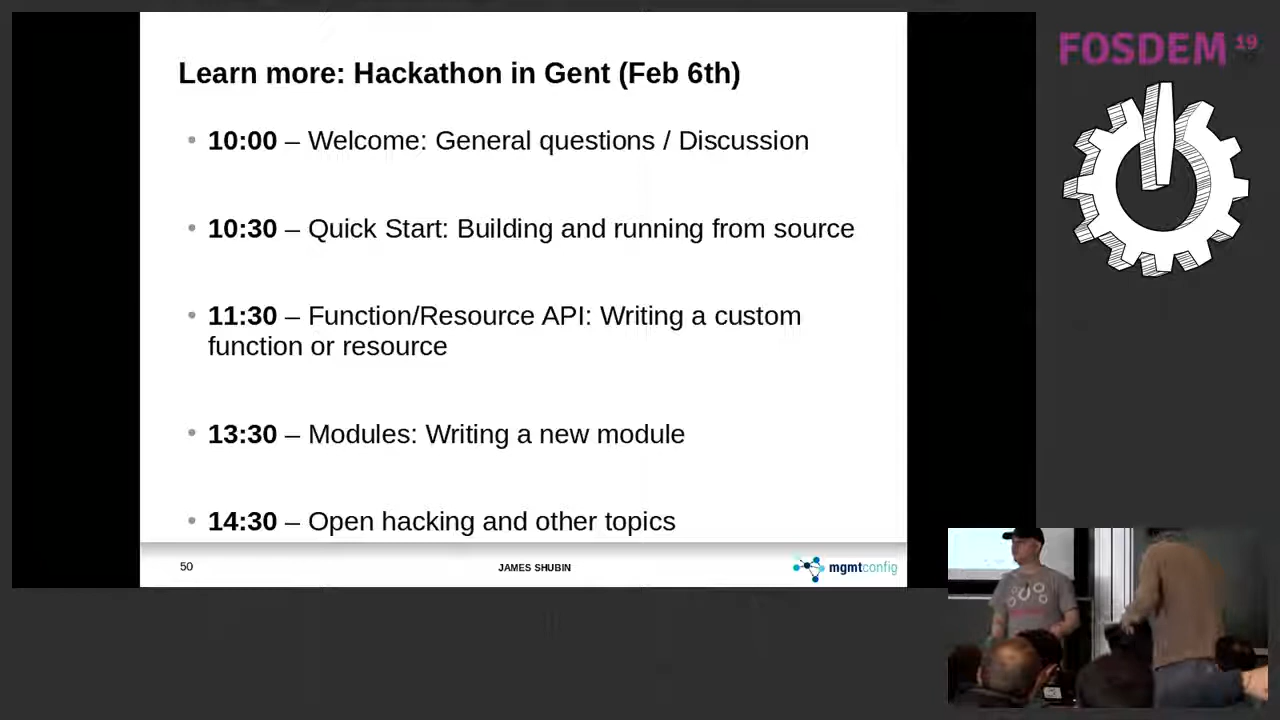 Learn more: Hackathon in Gent (Feb 6th)
10:00 – Welcome: General questions / Discussion
10:30 – Quick Start: Building and running from source
11:30 – Function/Resource API: Writing a custom
function or resource
13:30 – Modules: Writing a new module
14:30 – Open hacking and other topics
50
JAMES SHUBIN
mgmtconfig
FOSDEM 19